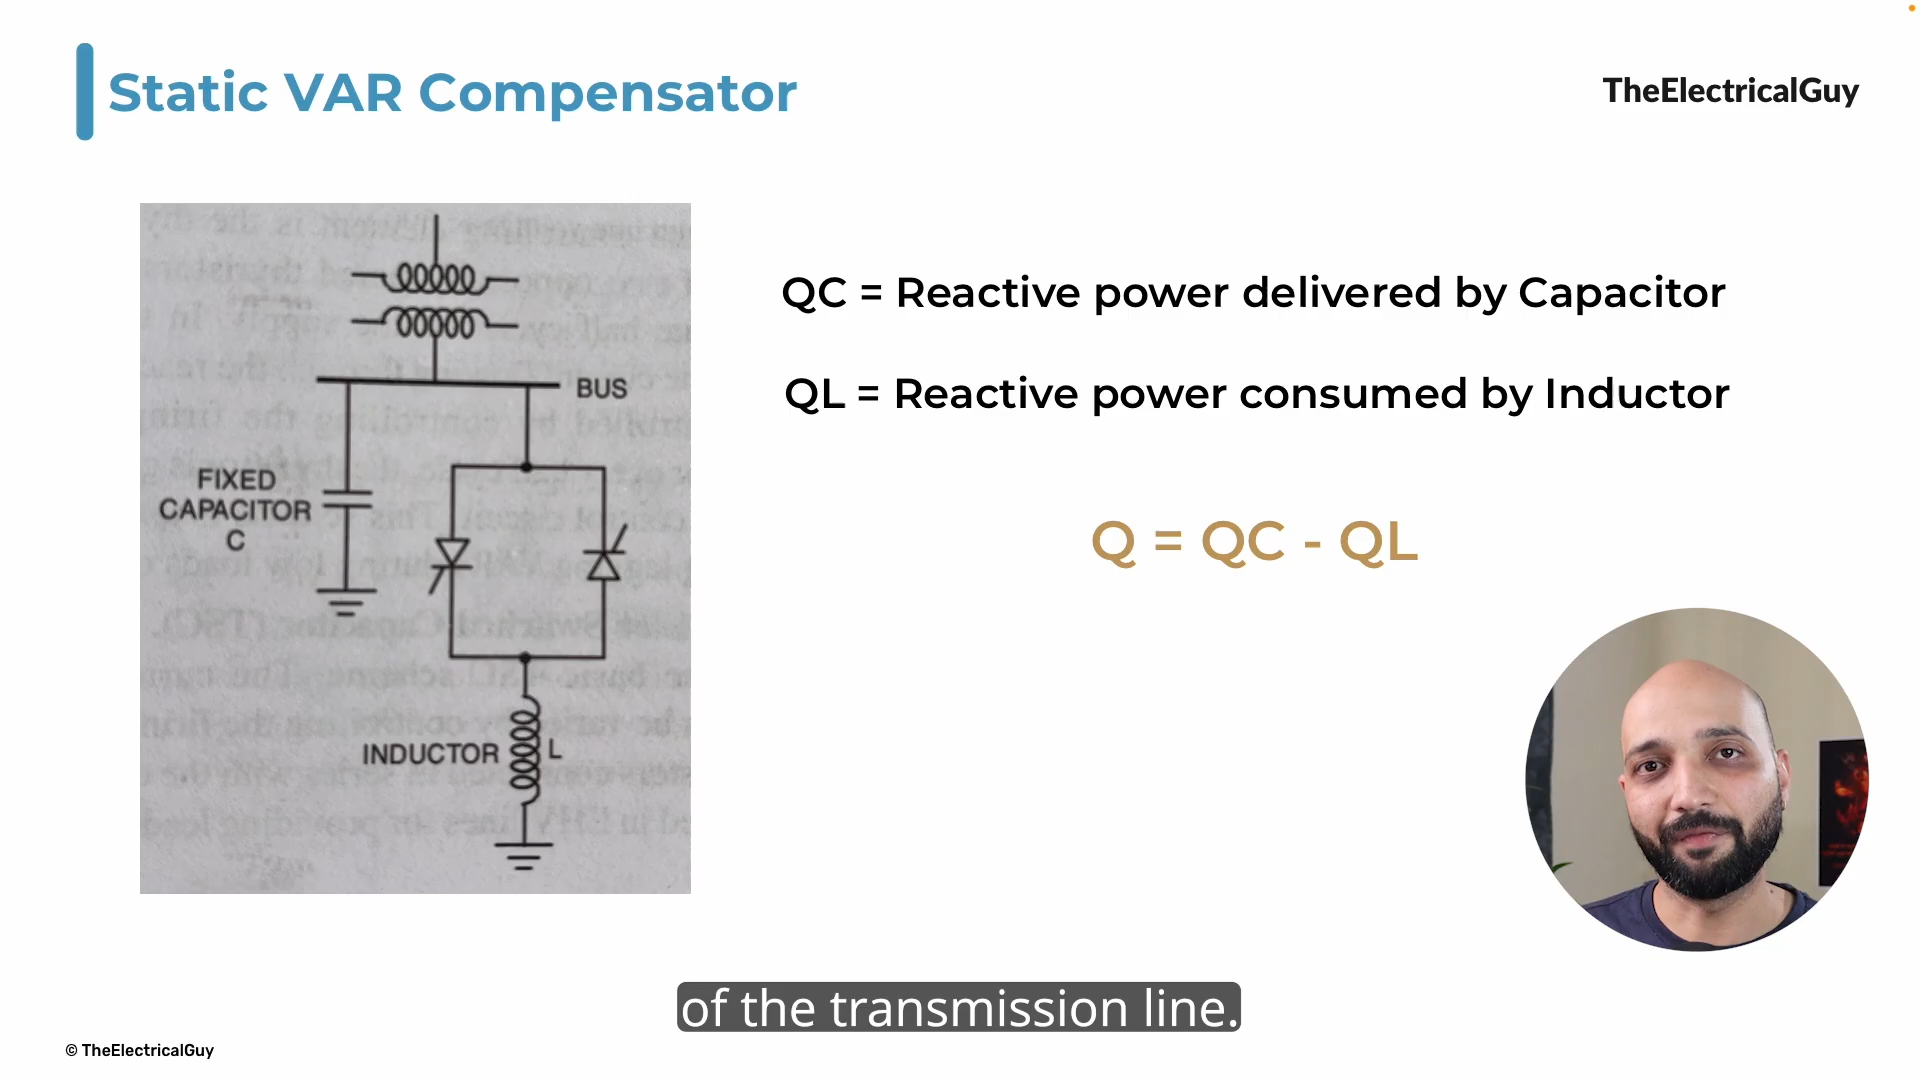 Static VAR Compensator
TheElectricalGuy
BUS
FIXED
CAPACITOR
C
INDUCTOR
L
QC = Reactive power delivered by Capacitor
QL = Reactive power consumed by Inductor
Q = QC - QL
of the transmission line.
© TheElectricalGuy